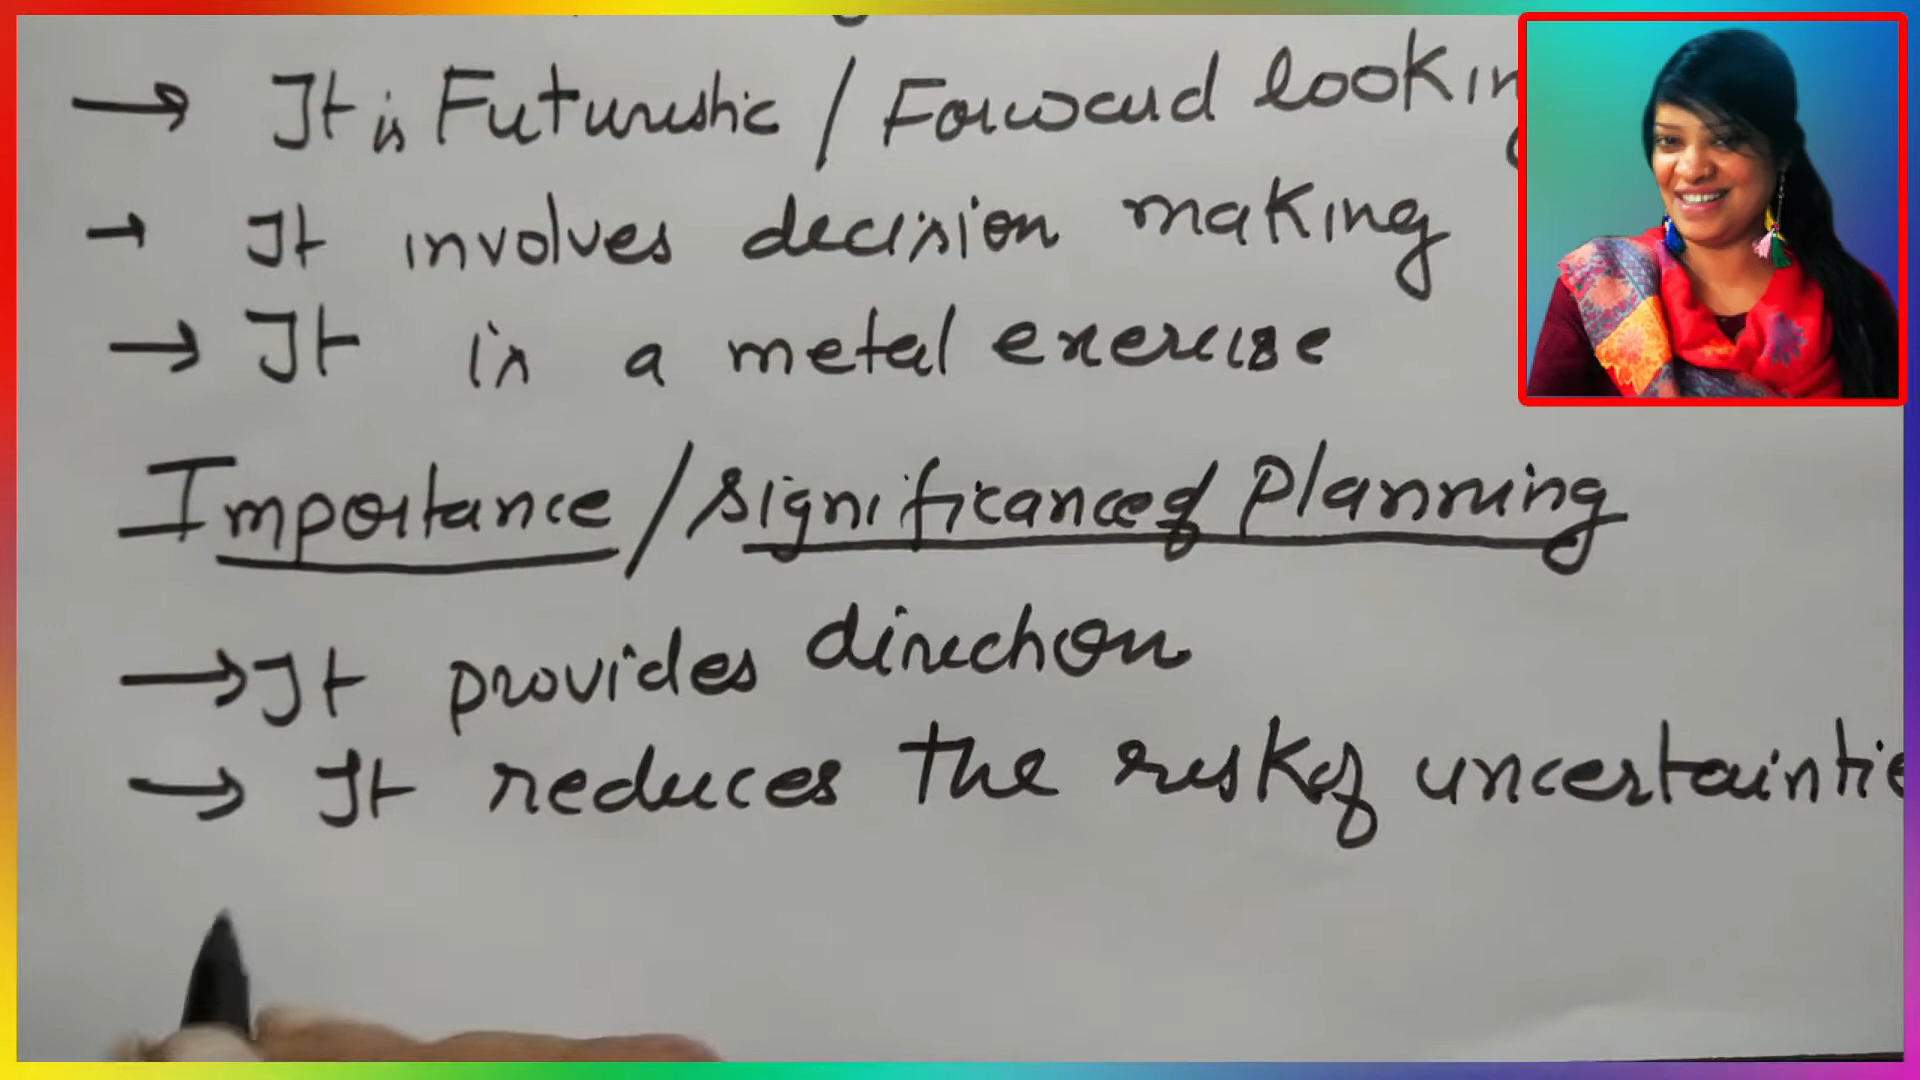 → It is Futuristic / Forward looking
→ It involves decision making
→ It is a metal exercise
Importance / significance of Planning
→ It provides direction
→ It reduces the risk of uncertaintie